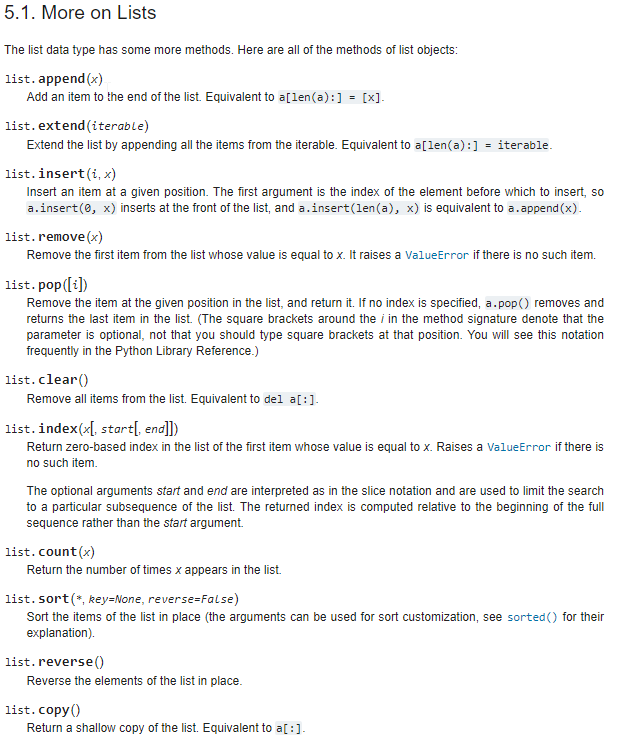 5.1. More on Lists
The list data type has some more methods. Here are all of the methods of list objects:
list.append(x)
Add an item to the end of the list. Equivalent to a[len(a):] = [x].
list.extend(iterable)
Extend the list by appending all the items from the iterable. Equivalent to a[len(a):] = iterable.
list.insert(i, x)
Insert an item at a given position. The first argument is the index of the element before which to insert, so
a.insert(0, x) inserts at the front of the list, and a.insert(len(a), x) is equivalent to a.append(x).
list.remove(x)
Remove the first item from the list whose value is equal to x. It raises a ValueError if there is no such item.
list.pop([i])
Remove the item at the given position in the list, and return it. If no index is specified, a.pop() removes and
returns the last item in the list. (The square brackets around the i in the method signature denote that the
parameter is optional, not that you should type square brackets at that position. You will see this notation
frequently in the Python Library Reference.)
list.clear()
Remove all items from the list. Equivalent to del a[:].
list.index(x[, start[, end]])
Return zero-based index in the list of the first item whose value is equal to x. Raises a ValueError if there is
no such item.
The optional arguments start and end are interpreted as in the slice notation and are used to limit the search
to a particular subsequence of the list. The returned index is computed relative to the beginning of the full
sequence rather than the start argument.
list.count(x)
Return the number of times x appears in the list.
list.sort(*, key=None, reverse=False)
Sort the items of the list in place (the arguments can be used for sort customization, see sorted() for their
explanation).
list.reverse()
Reverse the elements of the list in place.
list.copy()
Return a shallow copy of the list. Equivalent to a[:].